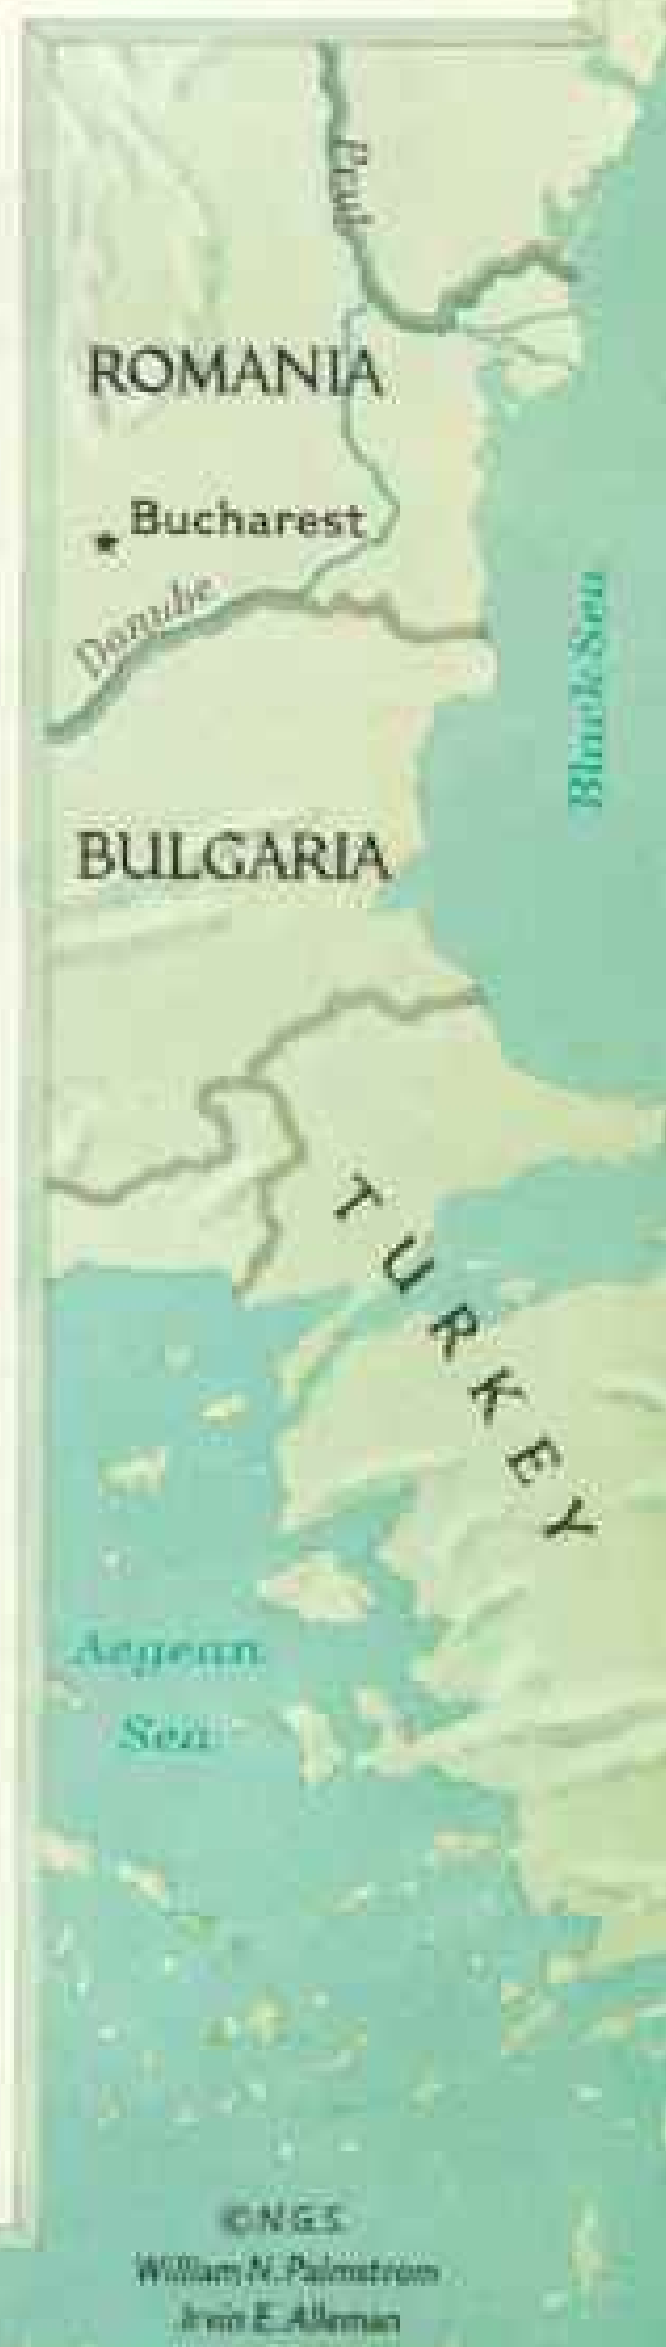 Prut
ROMANIA
Bucharest
Danube
Black Sea
BULGARIA
TURKEY
Aegean
Sea
©N.G.S.
William N. Palmstrom
Irvin E. Alleman